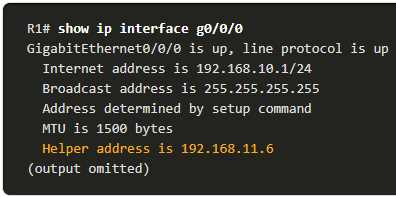 R1# show ip interface g0/0/0
GigabitEthernet0/0/0 is up, line protocol is up
Internet address is 192.168.10.1/24
Broadcast address is 255.255.255.255
Address determined by setup command
MTU is 1500 bytes
Helper address is 192.168.11.6
(output omitted)